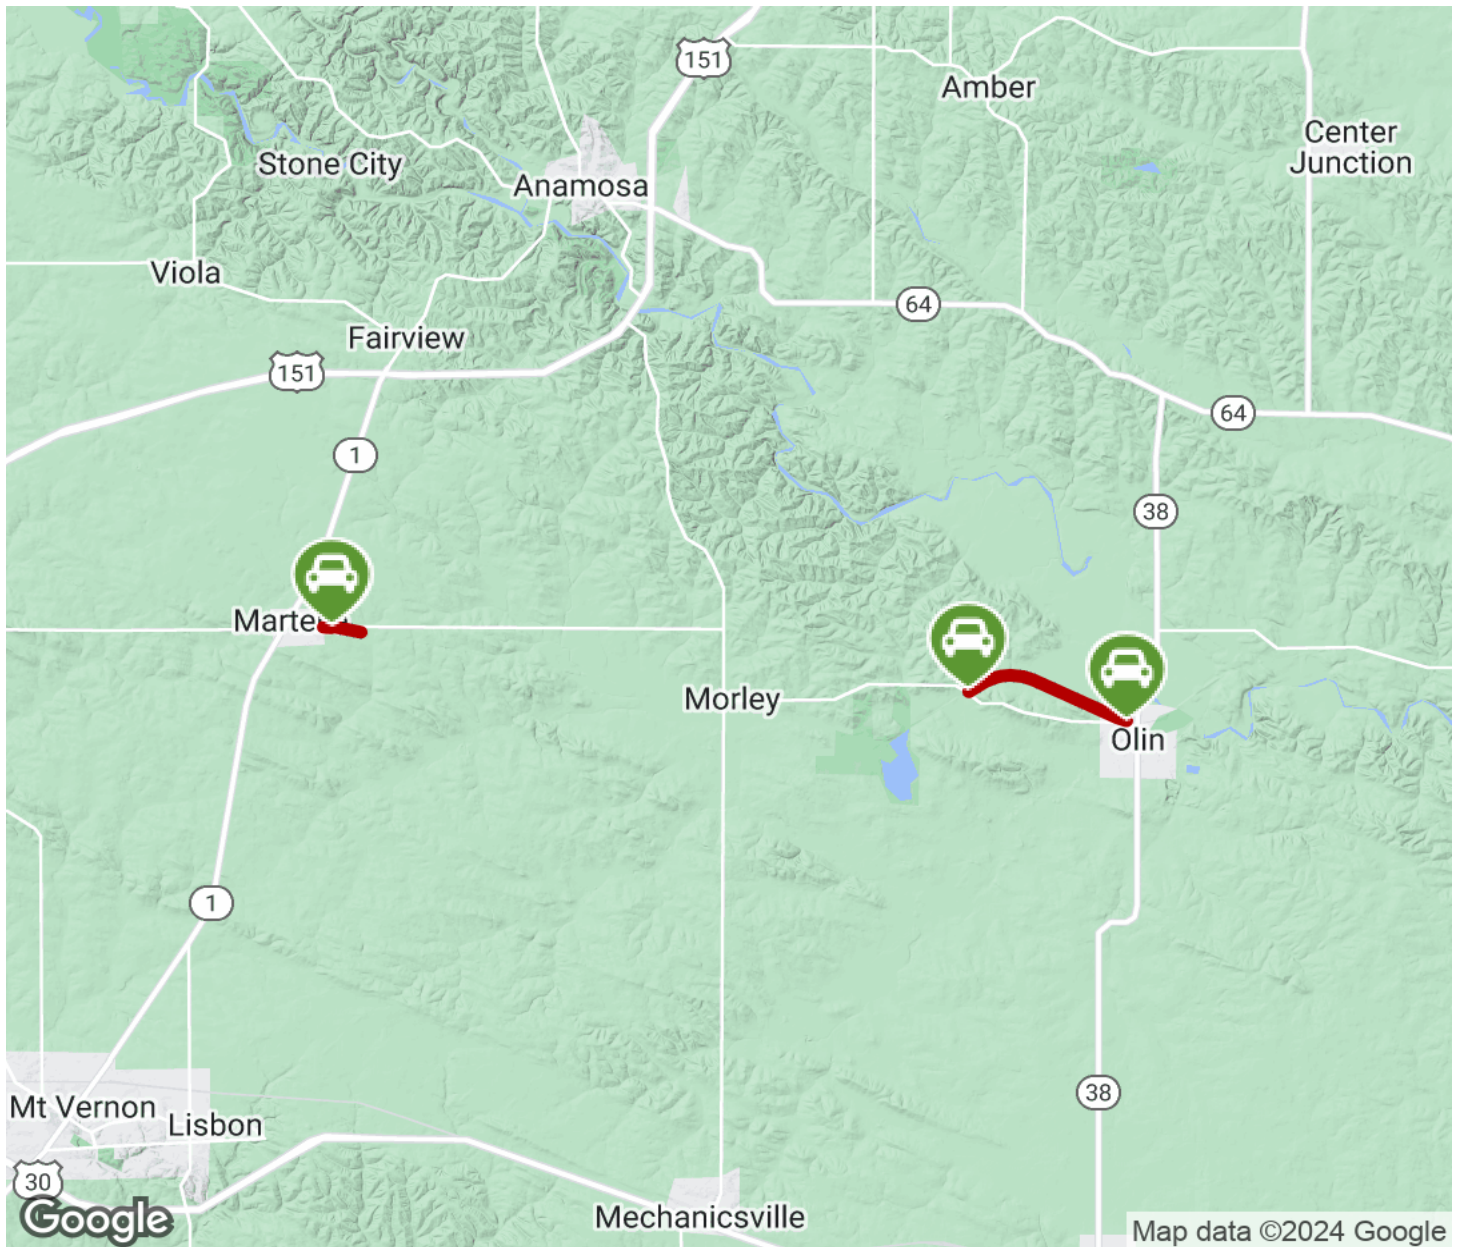 151
Amber
Center
Junction
Stone City
Anamosa
Viola
64
Fairview
151
64
1
38
Morley
Olin
1
38
Mt Vernon
Lisbon
30
Google
Mechanicsville
Map data ©2024 Google